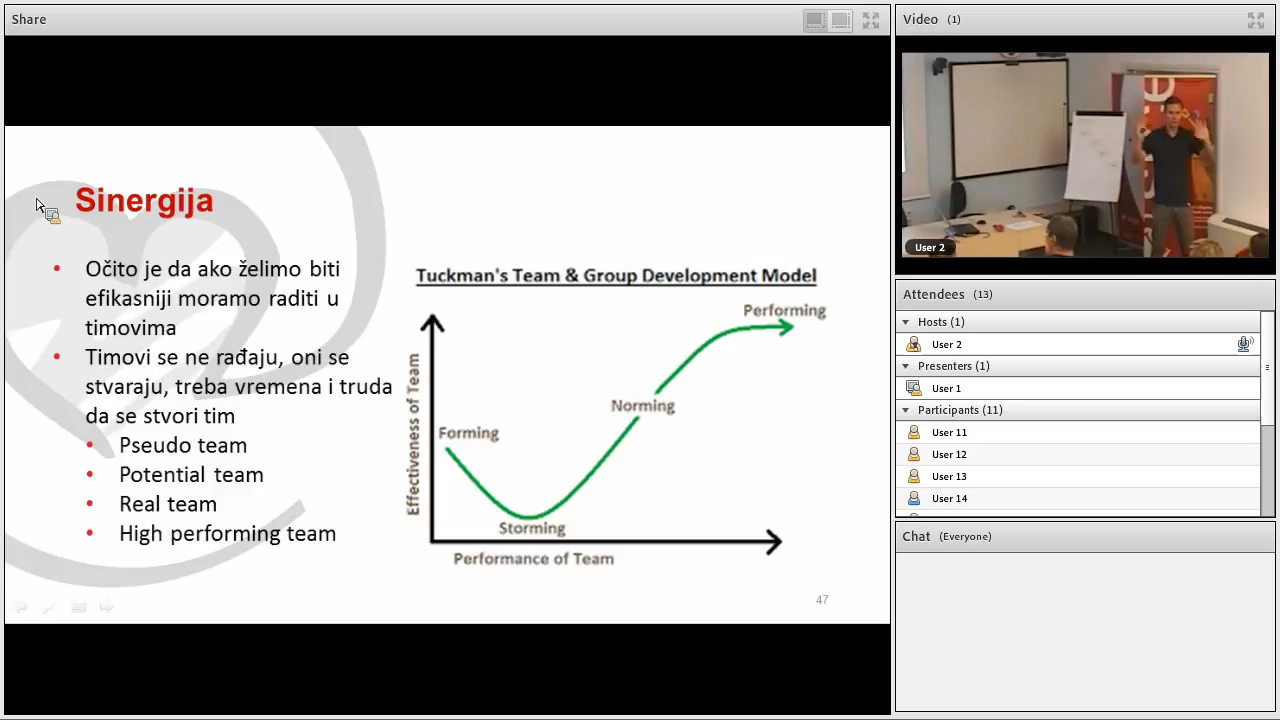 Share
Video (1)
Sinergija
Očito je da ako želimo biti
efikasniji moramo raditi u
timovima
Timovi se ne rađaju, oni se
stvaraju, treba vremena i truda
da se stvori tim
Pseudo team
Potential team
Real team
High performing team
Tuckman's Team & Group Development Model
Performing
Norming
Forming
Storming
Effectiveness of Team
Performance of Team
47
User 2
Attendees (13)
Hosts (1)
User 2
Presenters (1)
User 1
Participants (11)
User 11
User 12
User 13
User 14
Chat (Everyone)